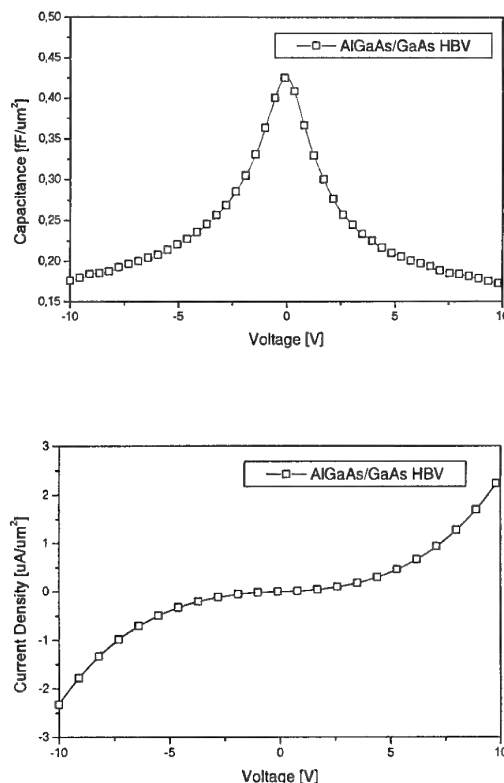 0,50
0,45
0,40
0,35
0,30
0,25
0,20
0,15
Capacitance [fF/um²]
AlGaAs/GaAs HBV
-10 -5 0 5 10
Voltage [V]
3
2
1
0
-1
-2
-3
Current Density [uA/um²]
AlGaAs/GaAs HBV
-10 -5 0 5 10
Voltage [V]